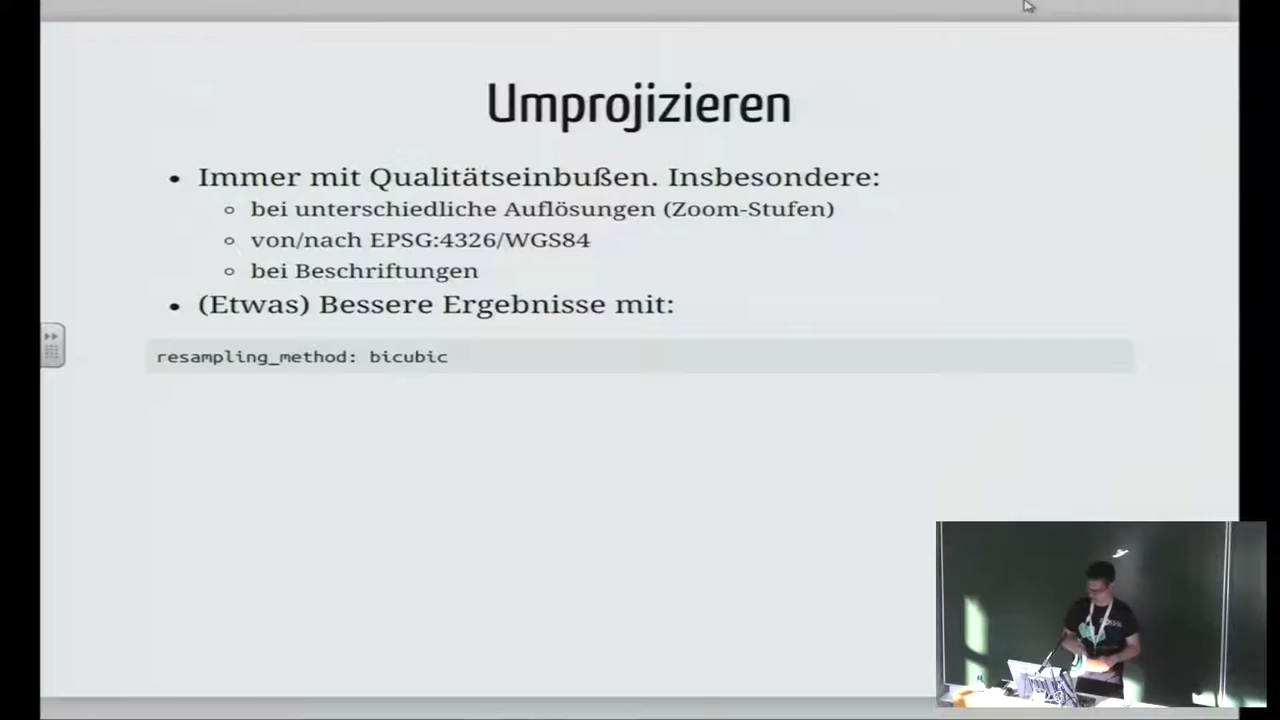 Umprojizieren
• Immer mit Qualitätseinbußen. Insbesondere:
◦ bei unterschiedliche Auflösungen (Zoom-Stufen)
◦ von/nach EPSG:4326/WGS84
◦ bei Beschriftungen
• (Etwas) Bessere Ergebnisse mit:
resampling_method: bicubic